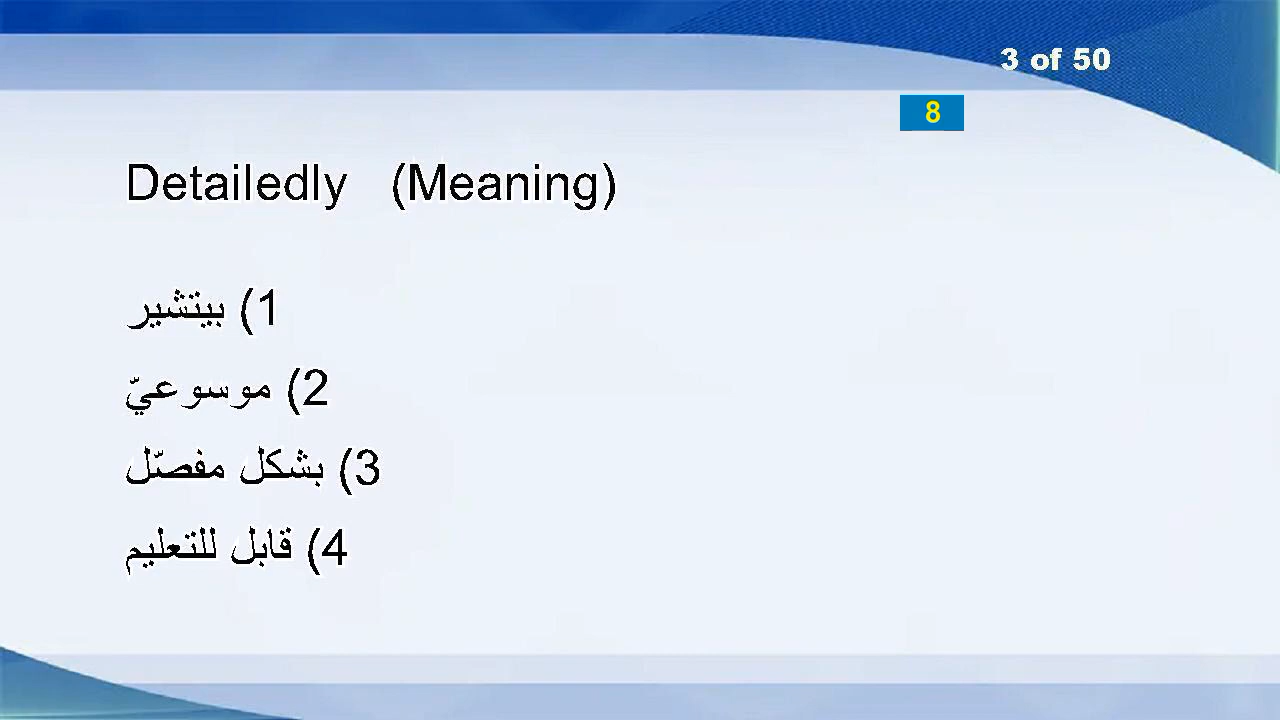 3 of 50
8
Detailedly (Meaning)
1) بيتشير
2) موسوعيّ
3) بشكل مفصّل
4) قابل للتعليم